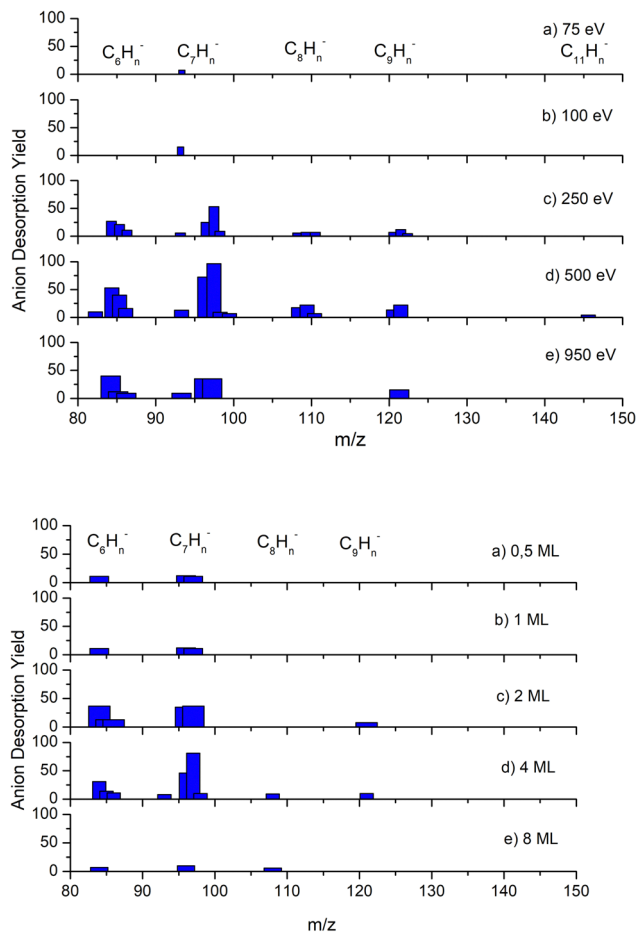 a) 75 eV
C6Hn- C7Hn- C8Hn- C9Hn- C11Hn-
100
50
0
b) 100 eV
100
50
0
c) 250 eV
100
50
0
d) 500 eV
100
50
0
e) 950 eV
100
50
0
Anion Desorption Yield
80 90 100 110 120 130 140 150
m/z
C6Hn- C7Hn- C8Hn- C9Hn-
a) 0,5 ML
100
50
0
b) 1 ML
100
50
0
c) 2 ML
100
50
0
d) 4 ML
100
50
0
e) 8 ML
100
50
0
Anion Desorption Yield
80 90 100 110 120 130 140 150
m/z